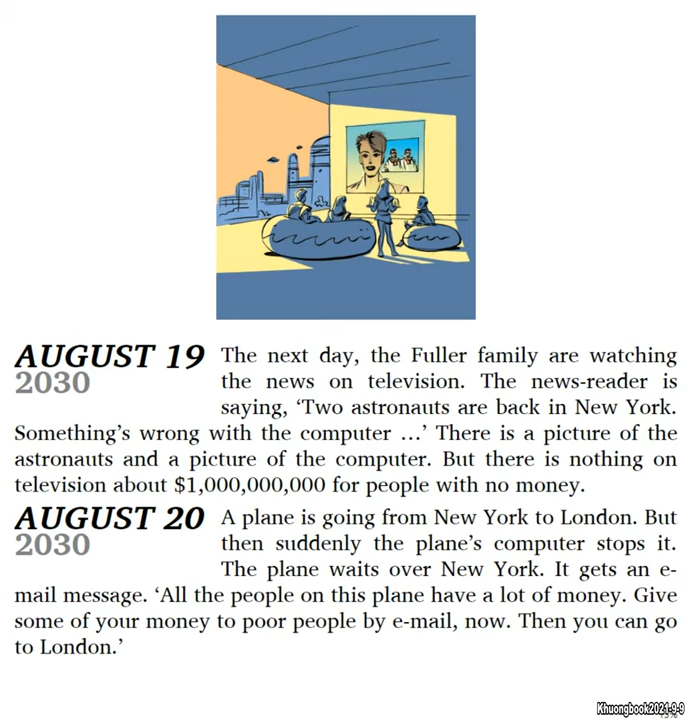 AUGUST 19 The next day, the Fuller family are watching
2030 the news on television. The news-reader is
saying, ‘Two astronauts are back in New York.
Something’s wrong with the computer …’ There is a picture of the
astronauts and a picture of the computer. But there is nothing on
television about $1,000,000,000 for people with no money.
AUGUST 20 A plane is going from New York to London. But
2030 then suddenly the plane’s computer stops it.
The plane waits over New York. It gets an e-
mail message. ‘All the people on this plane have a lot of money. Give
some of your money to poor people by e-mail, now. Then you can go
to London.’
Khuongbook2021-9-9